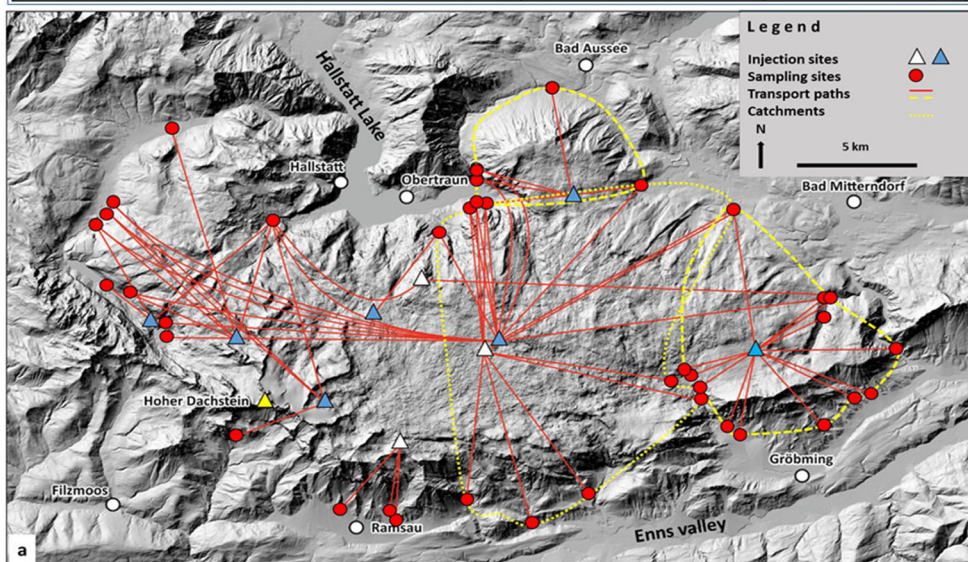 L e g e n d
Injection sites
Sampling sites
Transport paths
Catchments
N
5 km
Bad Aussee
Hallstatt Lake
Hallstatt
Obertraun
Bad Mitterndorf
Hoher Dachstein
Gröbming
Filzmoos
Ramsau
Enns valley
a